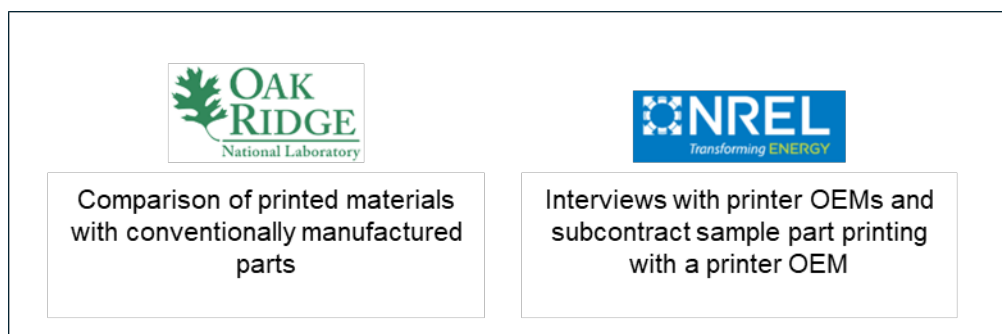 OAK
RIDGE
National Laboratory
Comparison of printed materials
with conventionally manufactured
parts
NREL
Transforming ENERGY
Interviews with printer OEMs and
subcontract sample part printing
with a printer OEM